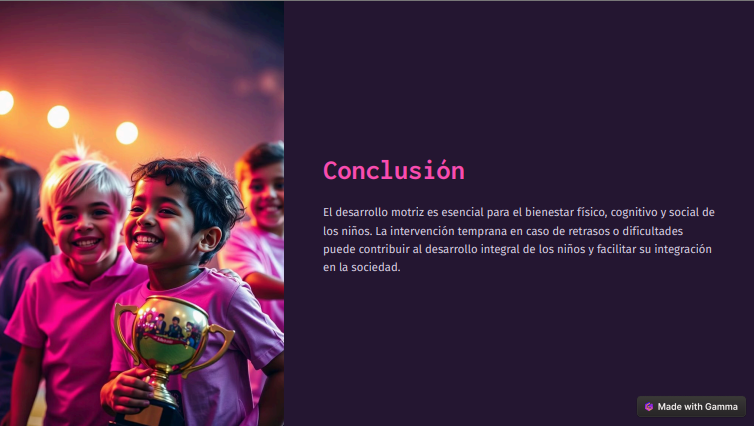 Conclusión
El desarrollo motriz es esencial para el bienestar físico, cognitivo y social de
los niños. La intervención temprana en caso de retrasos o dificultades
puede contribuir al desarrollo integral de los niños y facilitar su integración
en la sociedad.
Made with Gamma